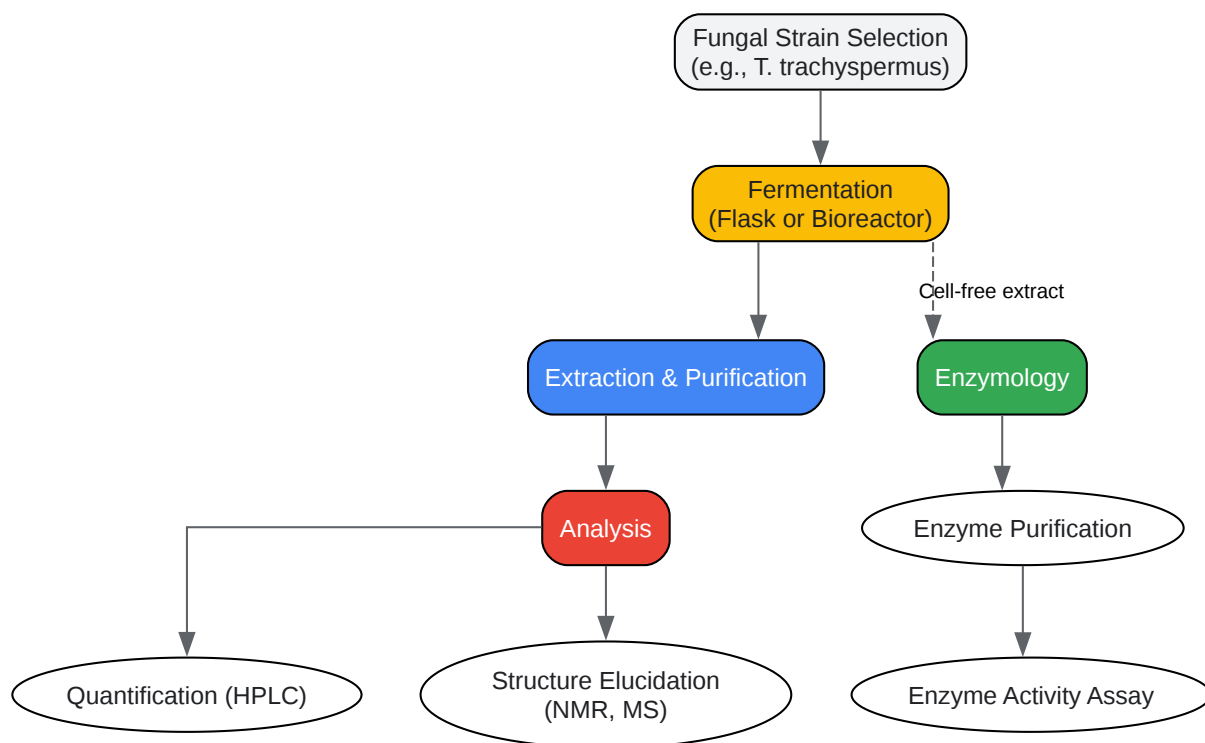 Fungal Strain Selection
(e.g., T. trachyspermus)
Fermentation
(Flask or Bioreactor)
Cell-free extract
Extraction & Purification
Enzymology
Analysis
Enzyme Purification
Quantification (HPLC)
Structure Elucidation
(NMR, MS)
Enzyme Activity Assay